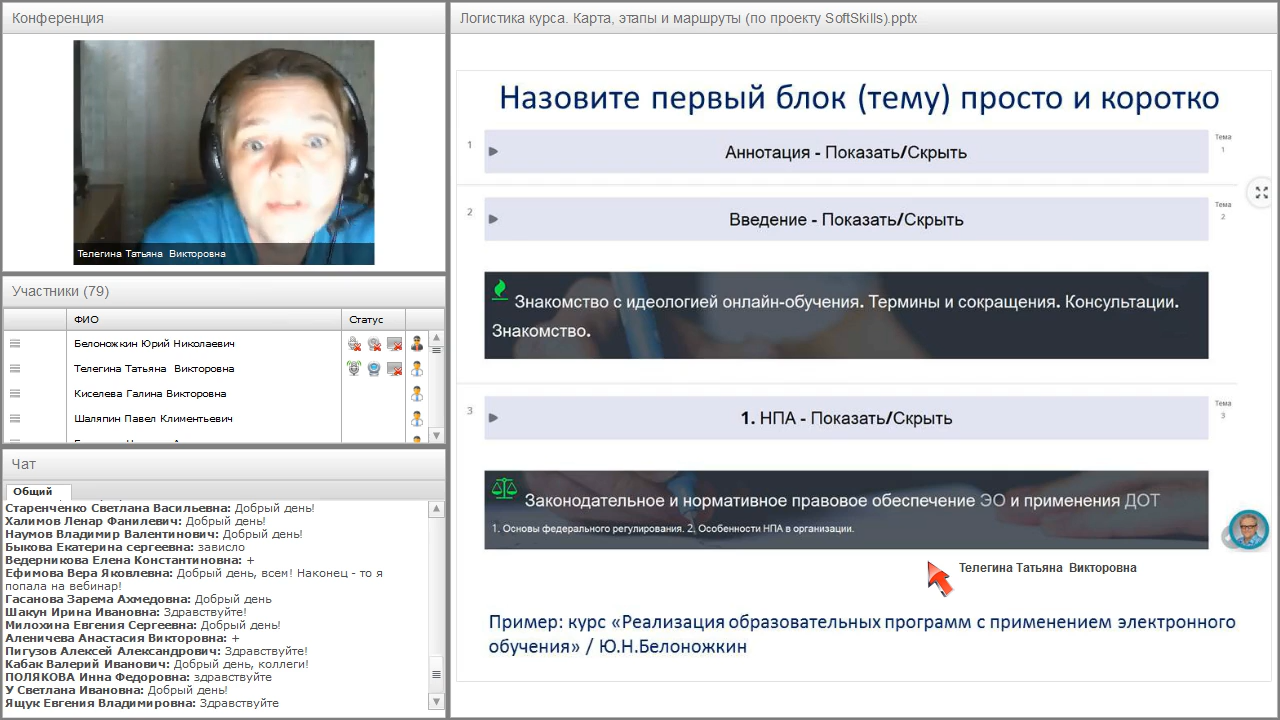 Конференция
Телегина Татьяна  Викторовна
Участники (79)
ФИО
Статус
Белоножкин Юрий Николаевич
Телегина Татьяна  Викторовна
Киселева Галина Викторовна
Шаляпин Павел Климентьевич
Чат
Общий
Старенченко Светлана Васильевна: Добрый день!
Халимов Ленар Фанилевич: Добрый день!
Наумов Владимир Валентинович: Добрый день!
Быкова Екатерина сергеевна: зависло
Ведерникова Елена Константиновна: +
Ефимова Вера Яковлевна: Добрый день, всем! Наконец - то я
попала на вебинар!
Гасанова Зарема Ахмедовна: Добрый день
Шакун Ирина Ивановна: Здравствуйте!
Милохина Евгения Сергеевна: Добрый день!
Аленичева Анастасия Викторовна: +
Пигузов Алексей Александрович: Здравствуйте!
Кабак Валерий Иванович: Добрый день, коллеги!
ПОЛЯКОВА Инна Федоровна: здравствуйте
У Светлана Ивановна: Добрый день!
Ящук Евгения Владимировна: Здравствуйте
Логистика курса. Карта, этапы и маршруты (по проекту SoftSkills).pptx
Назовите первый блок (тему) просто и коротко
1
Аннотация - Показать/Скрыть
Тема
1
2
Введение - Показать/Скрыть
Тема
2
Знакомство с идеологией онлайн-обучения. Термины и сокращения. Консультации.
Знакомство.
3
1. НПА - Показать/Скрыть
Тема
3
Законодательное и нормативное правовое обеспечение ЭО и применения ДОТ
1. Основы федерального регулирования. 2. Особенности НПА в организации.
Телегина Татьяна  Викторовна
Пример: курс «Реализация образовательных программ с применением электронного
обучения» / Ю.Н.Белоножкин